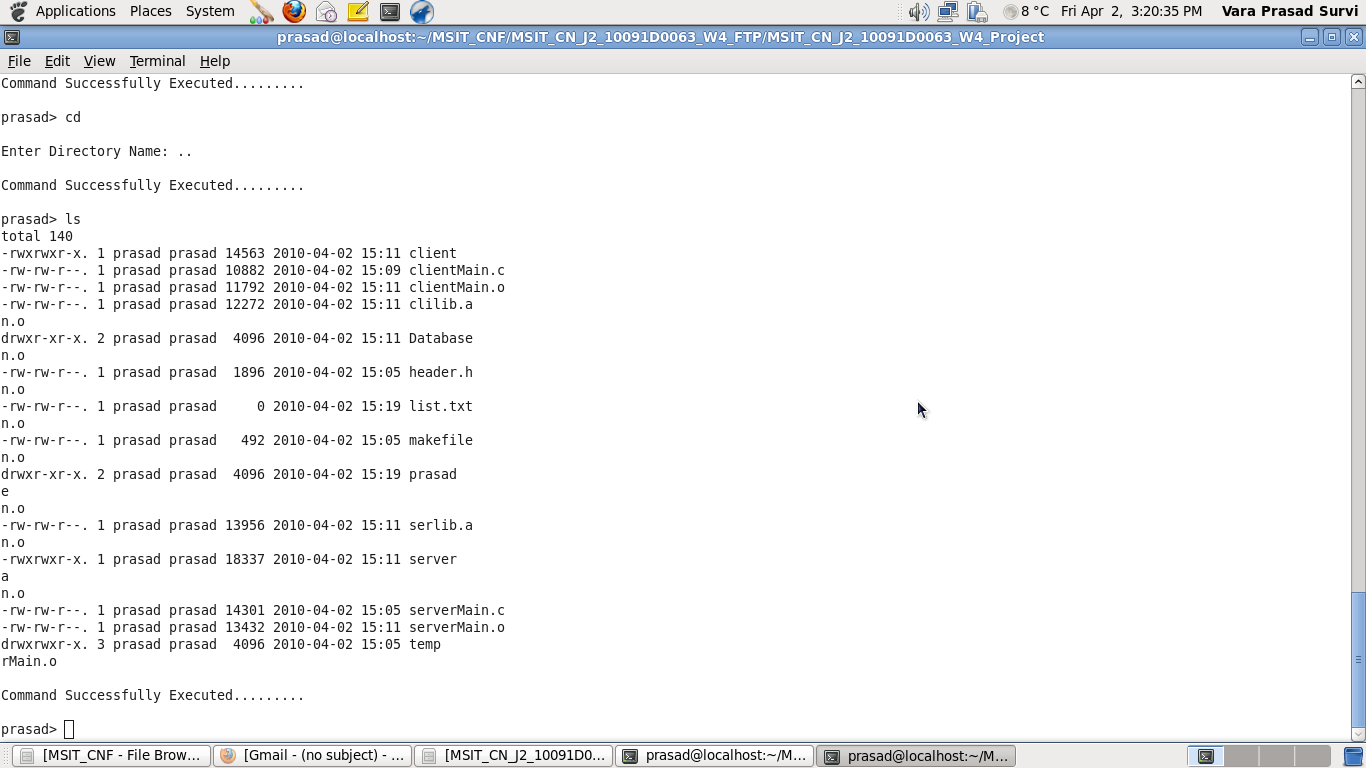 Applications Places System 8 °C Fri Apr 2, 3:20:35 PM Vara Prasad Survi
prasad@localhost:~/MSIT_CNF/MSIT_CN_J2_10091D0063_W4_FTP/MSIT_CN_J2_10091D0063_W4_Project
File Edit View Terminal Help
Command Successfully Executed.........
prasad> cd
Enter Directory Name: ..
Command Successfully Executed.........
prasad> ls
total 140
-rwxrwxr-x. 1 prasad prasad 14563 2010-04-02 15:11 client
-rw-rw-r--. 1 prasad prasad 10882 2010-04-02 15:09 clientMain.c
-rw-rw-r--. 1 prasad prasad 11792 2010-04-02 15:11 clientMain.o
-rw-rw-r--. 1 prasad prasad 12272 2010-04-02 15:11 clilib.a
n.o
drwxr-xr-x. 2 prasad prasad  4096 2010-04-02 15:11 Database
n.o
-rw-rw-r--. 1 prasad prasad  1896 2010-04-02 15:05 header.h
n.o
-rw-rw-r--. 1 prasad prasad     0 2010-04-02 15:19 list.txt
n.o
-rw-rw-r--. 1 prasad prasad   492 2010-04-02 15:05 makefile
n.o
drwxr-xr-x. 2 prasad prasad  4096 2010-04-02 15:19 prasad
e
n.o
-rw-rw-r--. 1 prasad prasad 13956 2010-04-02 15:11 serlib.a
n.o
-rwxrwxr-x. 1 prasad prasad 18337 2010-04-02 15:11 server
a
n.o
-rw-rw-r--. 1 prasad prasad 14301 2010-04-02 15:05 serverMain.c
-rw-rw-r--. 1 prasad prasad 13432 2010-04-02 15:11 serverMain.o
drwxrwxr-x. 3 prasad prasad  4096 2010-04-02 15:05 temp
rMain.o
Command Successfully Executed.........
prasad>
[MSIT_CNF - File Brow... [Gmail - (no subject) - ... [MSIT_CN_J2_10091D0... prasad@localhost:~/M... prasad@localhost:~/M...